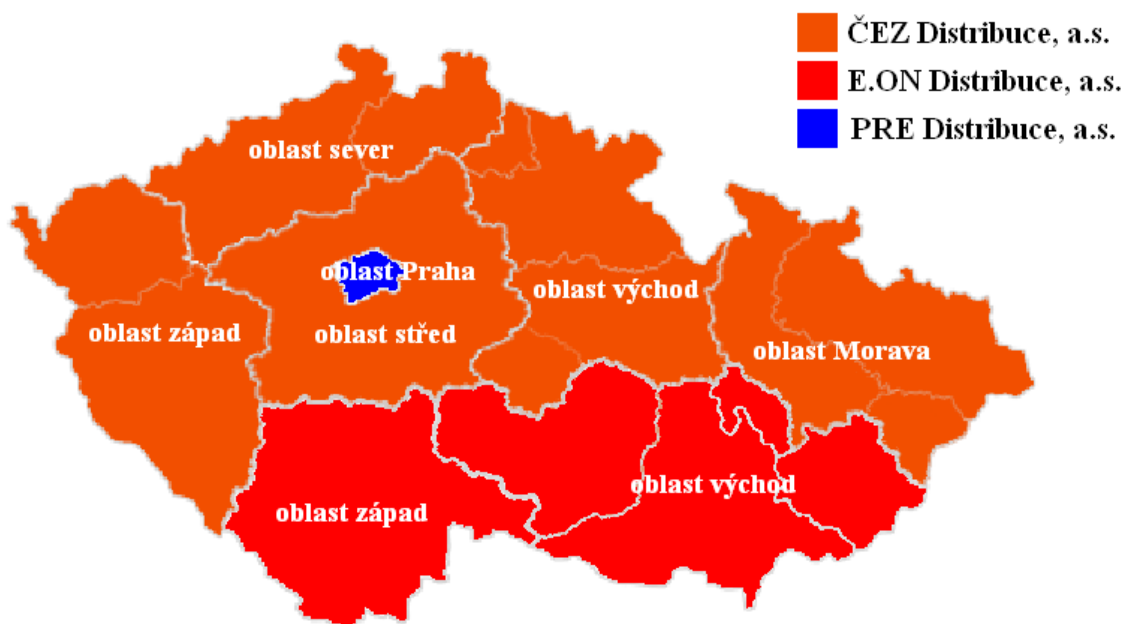 ČEZ Distribuce, a.s.
E.ON Distribuce, a.s.
PRE Distribuce, a.s.
oblast sever
oblast Praha
oblast východ
oblast západ
oblast střed
oblast Morava
oblast východ
oblast západ